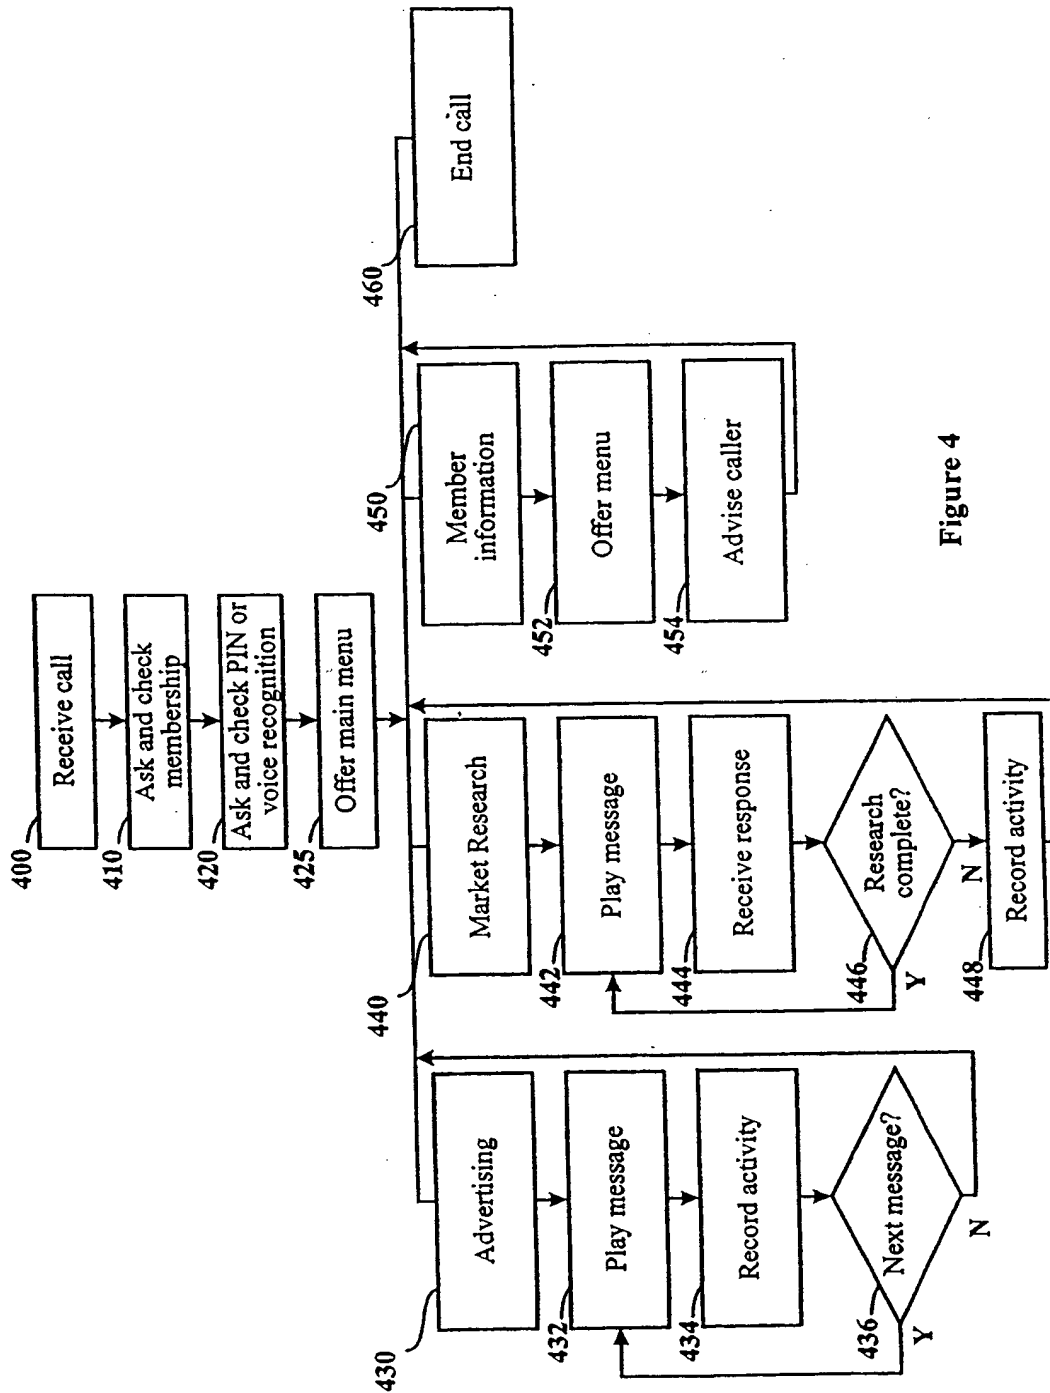 400
Receive call
410
Ask and check
membership
420
Ask and check PIN or
voice recognition
425
Offer main menu
430
Advertising
432
Play message
434
Record activity
436
Next message?
Y
N
440
Market Research
442
Play message
444
Receive response
446
Research
complete?
Y
N
448
Record activity
450
Member
information
452
Offer menu
454
Advise caller
460
End call
Figure 4